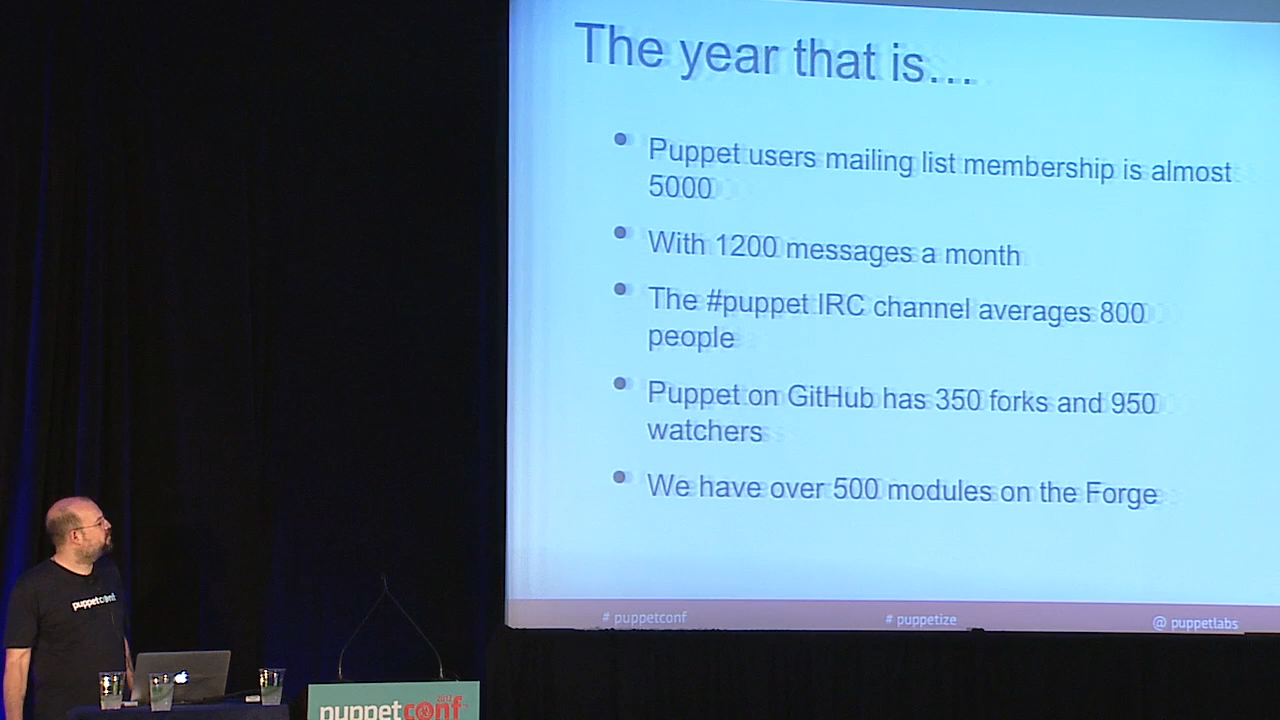 The year that is...
Puppet users mailing list membership is almost
5000
With 1200 messages a month
The #puppet IRC channel averages 800
people
Puppet on GitHub has 350 forks and 950
watchers
We have over 500 modules on the Forge
# puppetconf
# puppetize
@ puppetlabs
puppetconf
2012
puppetconf